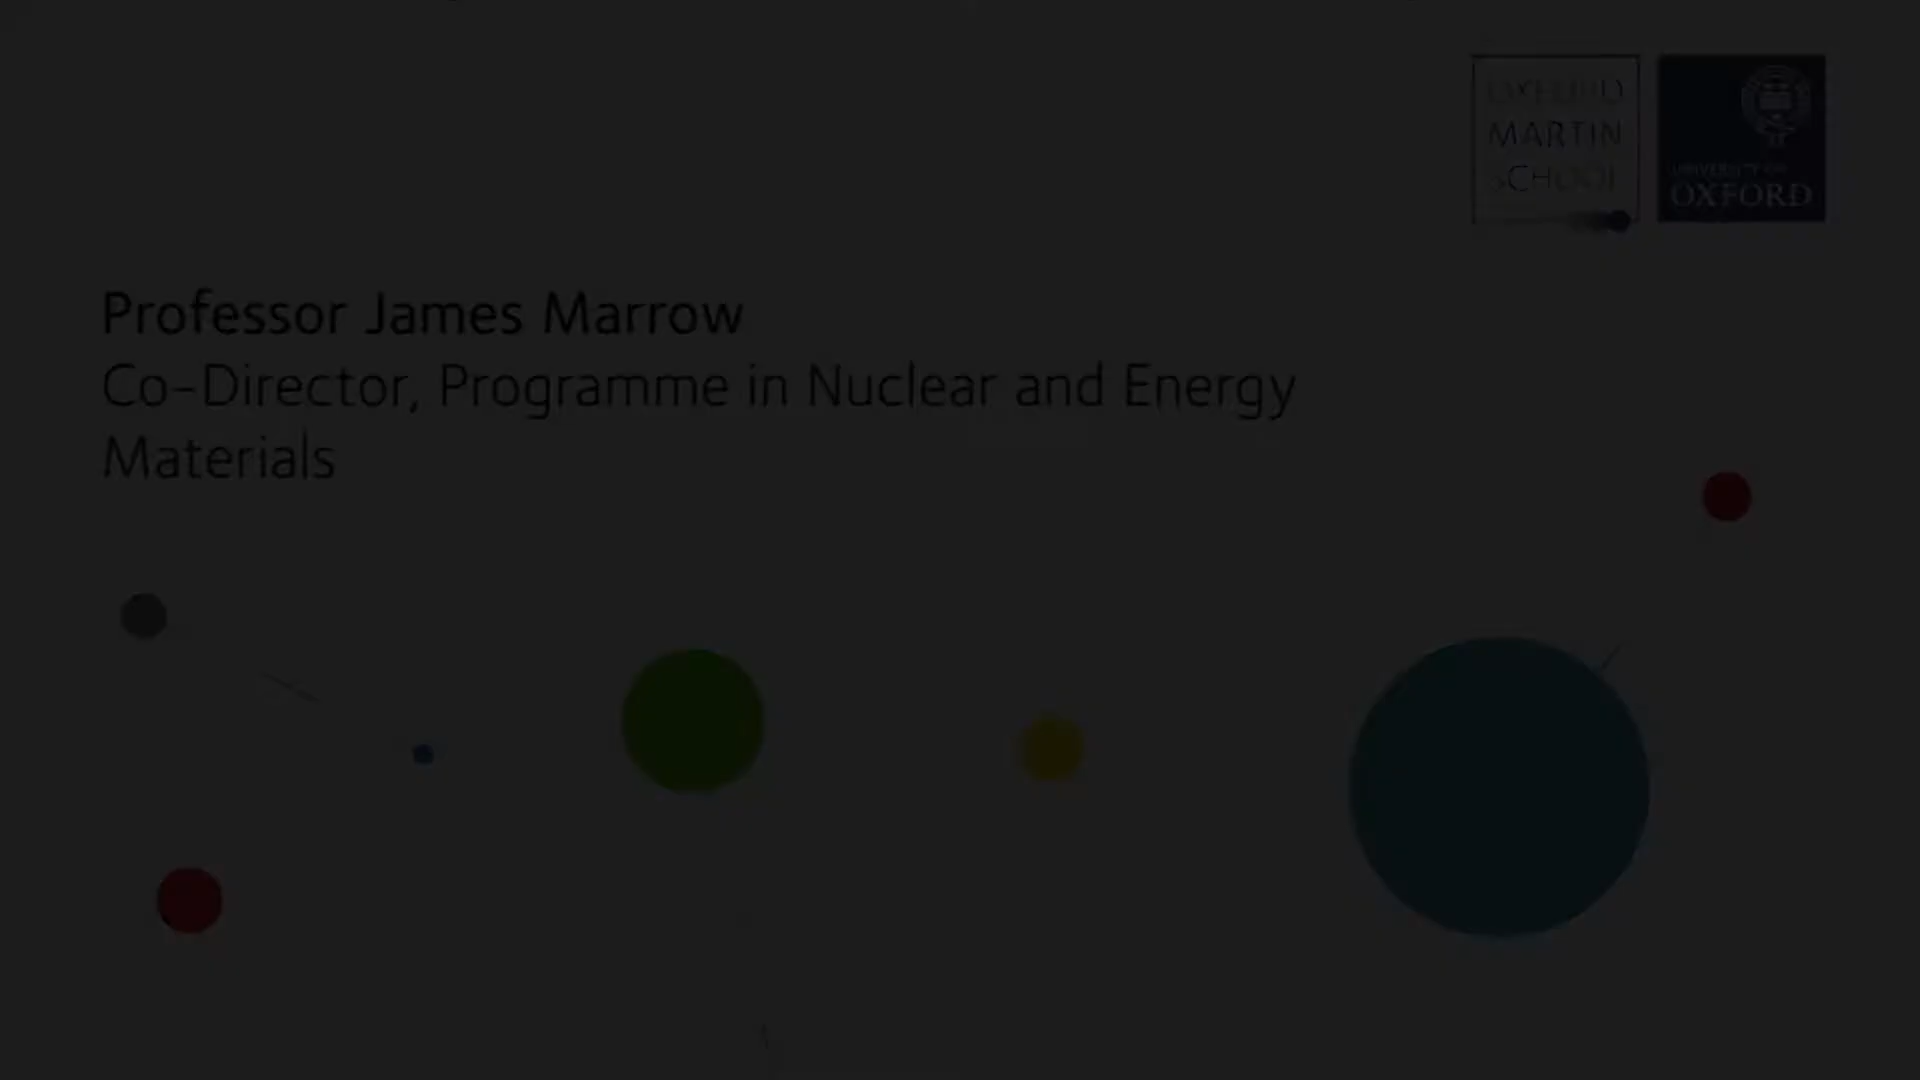 OXFORD
MARTIN
SCHOOL
UNIVERSITY OF
OXFORD
Professor James Marrow
Co-Director, Programme in Nuclear and Energy
Materials